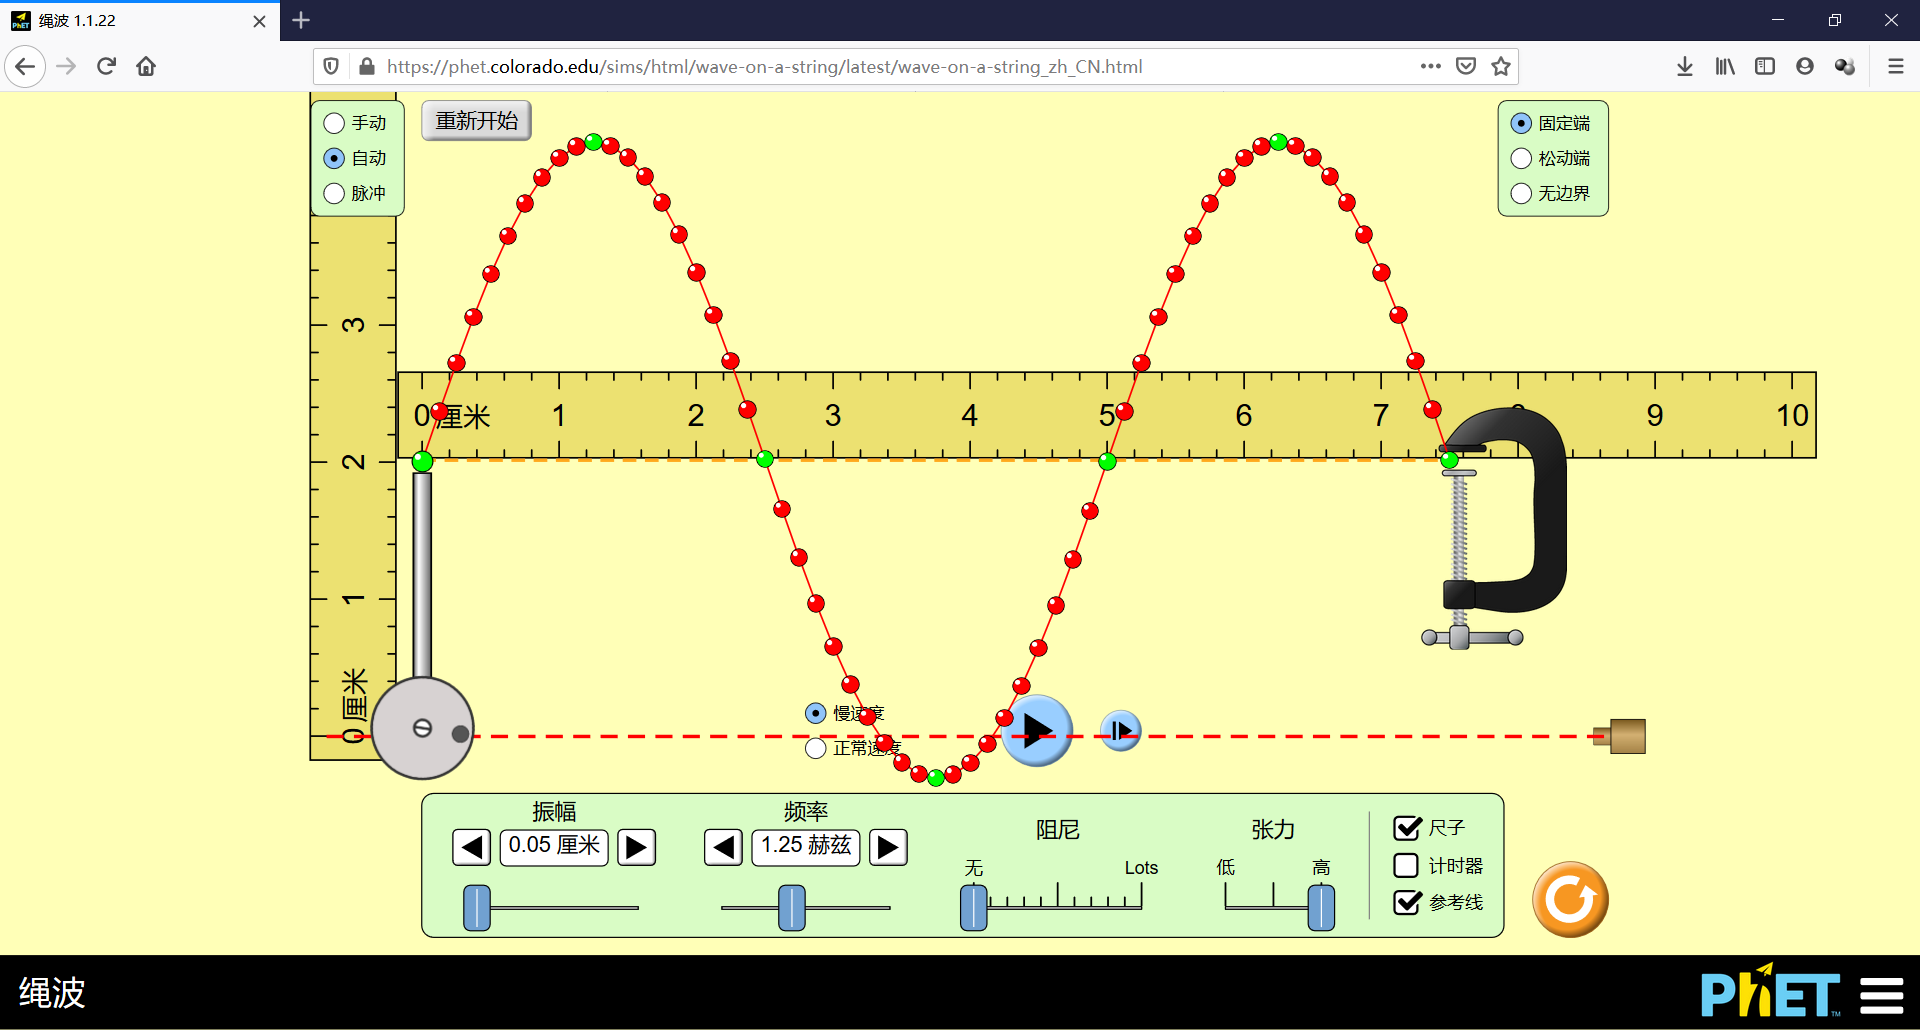 绳波 1.1.22
https://phet.colorado.edu/sims/html/wave-on-a-string/latest/wave-on-a-string_zh_CN.html
手动
自动
脉冲
重新开始
固定端
松动端
无边界
3
2
1
0 厘米
0 厘米 1 2 3 4 5 6 7 8 9 10
慢速度
正常速度
振幅
0.05 厘米
频率
1.25 赫兹
阻尼
无 Lots
张力
低 高
尺子
计时器
参考线
绳波
PhET™